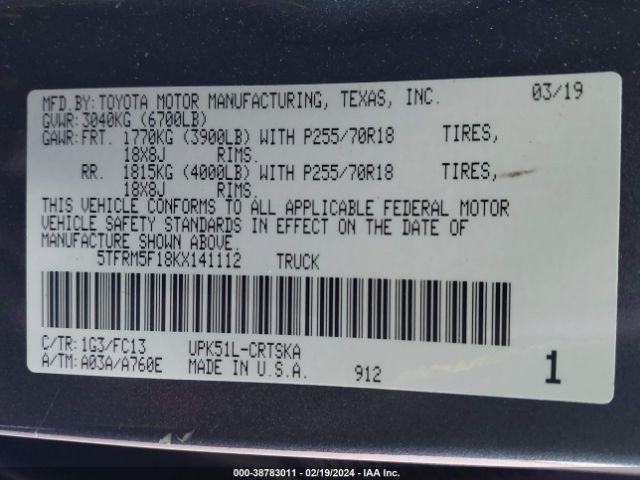 MFD.BY:TOYOTA MOTOR MANUFACTURING, TEXAS, INC. 03/19
GVWR:3040KG (6700LB)
GAWR:FRT. 1770KG (3900LB) WITH P255/70R18 TIRES,
18X8J RIMS.
RR. 1815KG (4000LB) WITH P255/70R18 TIRES,
18X8J RIMS.
THIS VEHICLE CONFORMS TO ALL APPLICABLE FEDERAL MOTOR
VEHICLE SAFETY STANDARDS IN EFFECT ON THE DATE OF
MANUFACTURE SHOWN ABOVE.
5TFRM5F18KX141112 TRUCK
C/TR:1G3/FC13 UPK51L-CRTSKA
A/TM:A03A/A760E MADE IN U.S.A. 912 1
000-38783011 - 02/19/2024 - IAA Inc.